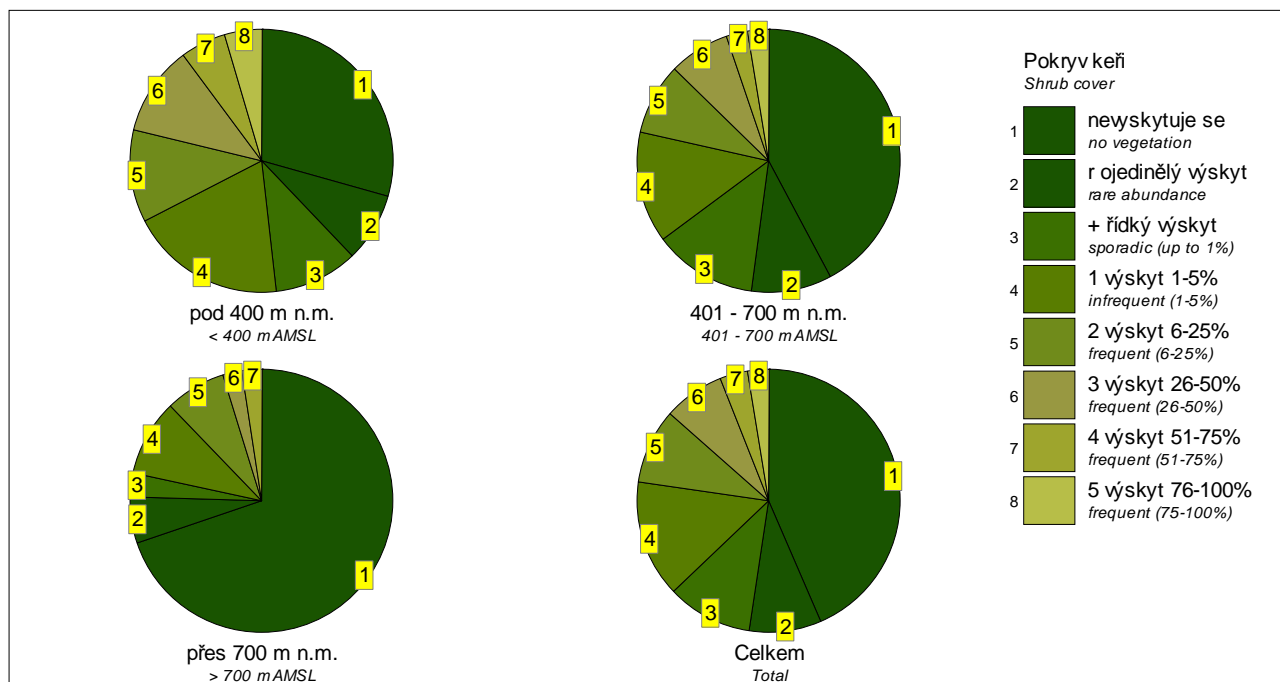 8
7
1
6
5
2
4
3
pod 400 m n.m.
< 400 m AMSL
8
7
6
5
1
4
3
2
401 - 700 m n.m.
401 - 700 m AMSL
7
6
5
4
3
2
1
přes 700 m n.m.
> 700 m AMSL
8
7
6
5
1
4
3
2
Celkem
Total
Pokryv keři
Shrub cover
1 nevyskytuje se
no vegetation
2 r ojedinělý výskyt
rare abundance
3 + řídký výskyt
sporadic (up to 1%)
4 1 výskyt 1-5%
infrequent (1-5%)
5 2 výskyt 6-25%
frequent (6-25%)
6 3 výskyt 26-50%
frequent (26-50%)
7 4 výskyt 51-75%
frequent (51-75%)
8 5 výskyt 76-100%
frequent (75-100%)